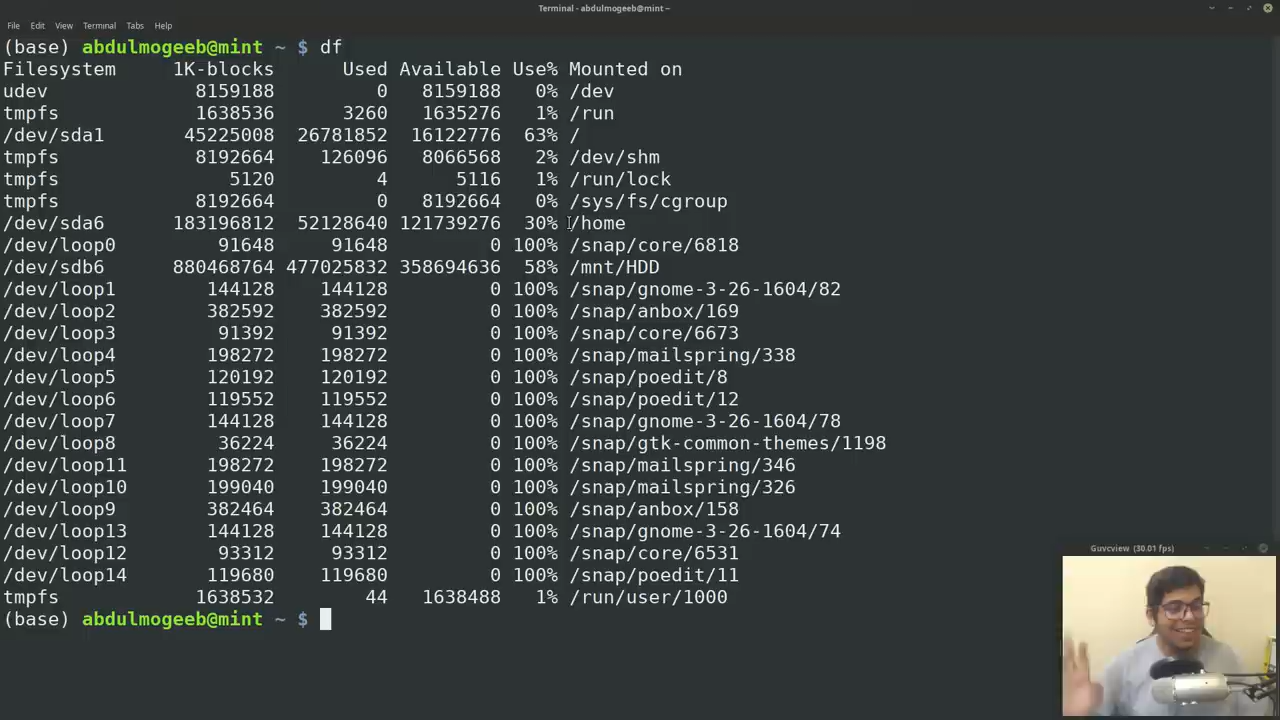 Terminal - abdulmogeeb@mint ~
File Edit View Terminal Tabs Help
(base) abdulmogeeb@mint ~ $ df
Filesystem 1K-blocks Used Available Use% Mounted on
udev 8159188 0 8159188 0% /dev
tmpfs 1638536 3260 1635276 1% /run
/dev/sda1 45225008 26781852 16122776 63% /
tmpfs 8192664 126096 8066568 2% /dev/shm
tmpfs 5120 4 5116 1% /run/lock
tmpfs 8192664 0 8192664 0% /sys/fs/cgroup
/dev/sda6 183196812 52128640 121739276 30% /home
/dev/loop0 91648 91648 0 100% /snap/core/6818
/dev/sdb6 880468764 477025832 358694636 58% /mnt/HDD
/dev/loop1 144128 144128 0 100% /snap/gnome-3-26-1604/82
/dev/loop2 382592 382592 0 100% /snap/anbox/169
/dev/loop3 91392 91392 0 100% /snap/core/6673
/dev/loop4 198272 198272 0 100% /snap/mailspring/338
/dev/loop5 120192 120192 0 100% /snap/poedit/8
/dev/loop6 119552 119552 0 100% /snap/poedit/12
/dev/loop7 144128 144128 0 100% /snap/gnome-3-26-1604/78
/dev/loop8 36224 36224 0 100% /snap/gtk-common-themes/1198
/dev/loop11 198272 198272 0 100% /snap/mailspring/346
/dev/loop10 199040 199040 0 100% /snap/mailspring/326
/dev/loop9 382464 382464 0 100% /snap/anbox/158
/dev/loop13 144128 144128 0 100% /snap/gnome-3-26-1604/74
/dev/loop12 93312 93312 0 100% /snap/core/6531
/dev/loop14 119680 119680 0 100% /snap/poedit/11
tmpfs 1638532 44 1638488 1% /run/user/1000
(base) abdulmogeeb@mint ~ $
Guvcview (30.01 fps)